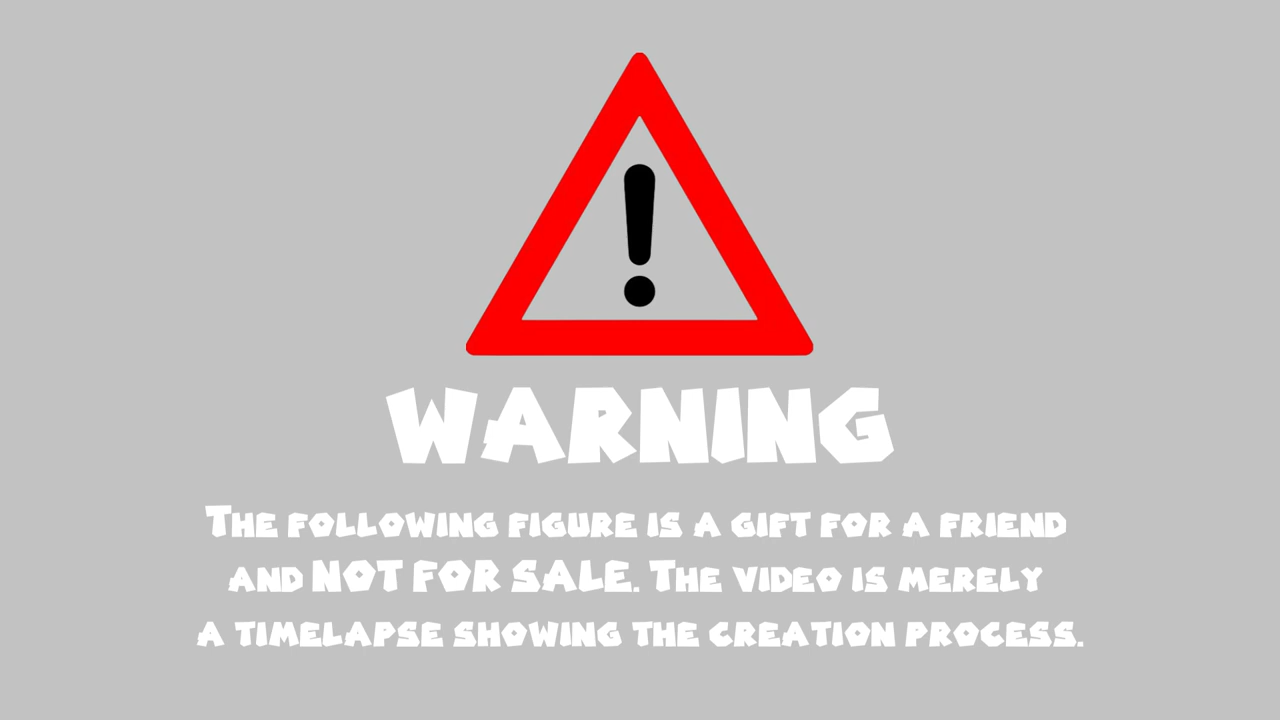 WARNING
The following figure is a gift for a friend
and NOT FOR SALE. The video is merely
a timelapse showing the creation process.